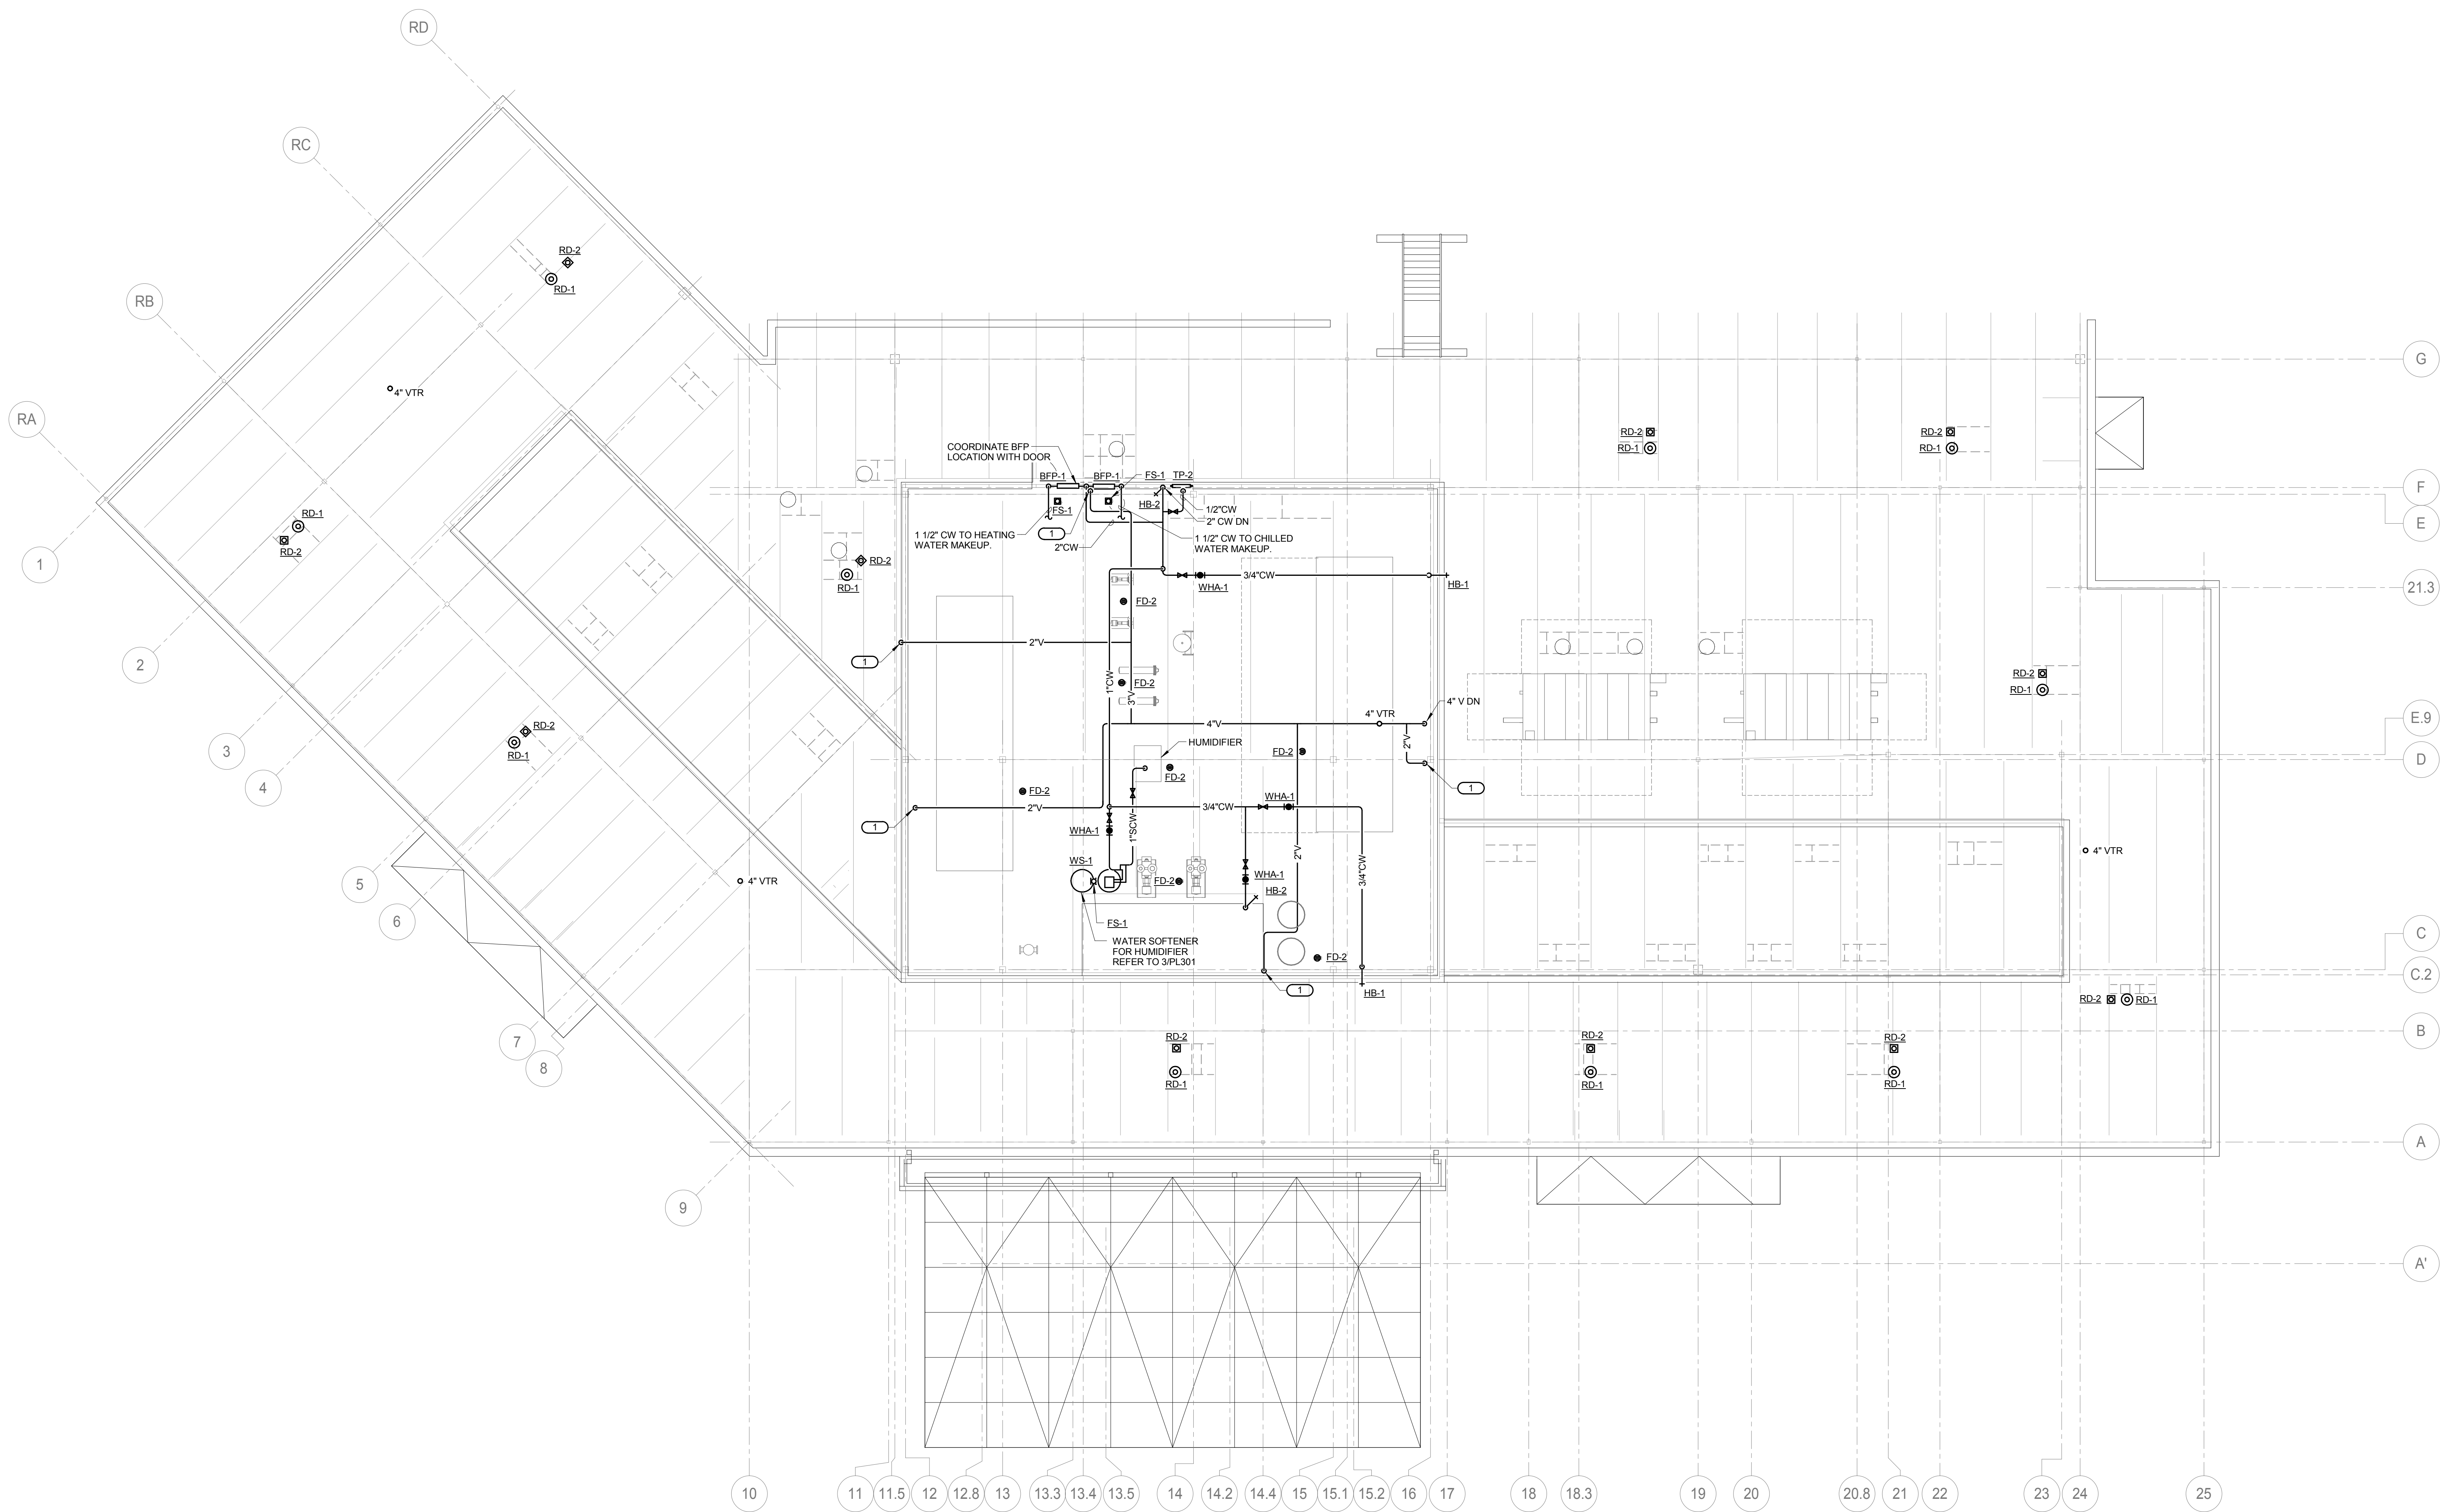 RD
RC
RD-2
RD-1
RB
G
4" VTR
RA
RD-2
RD-1
RD-2
RD-1
COORDINATE BFP
LOCATION WITH DOOR
BFP-1
BFP-1
FS-1
TP-2
F
FS-1
HB-2
1/2"CW
2" CW DN
E
RD-1
RD-2
1 1/2" CW TO HEATING
WATER MAKEUP.
1
2"CW
1 1/2" CW TO CHILLED
WATER MAKEUP.
1
RD-2
RD-1
3/4"CW
WHA-1
HB-1
21.3
FD-2
2"V
1
2
1"CW
FD-2
3"V
RD-2
RD-1
4" V DN
4" VTR
4"V
E.9
RD-2
RD-1
HUMIDIFIER
2"V
FD-2
D
3
FD-2
4
FD-2
1
WHA-1
2"V
3/4"CW
1
WHA-1
1"SCW
2"V
4" VTR
WS-1
3/4"CW
5
4" VTR
FD-2
WHA-1
HB-2
6
FS-1
C
WATER SOFTENER
FOR HUMIDIFIER
REFER TO 3/PL301
FD-2
C.2
1
HB-1
RD-2
RD-1
7
8
B
RD-2
RD-1
RD-2
RD-1
RD-2
RD-1
A
9
A'
10
11
11.5
12
12.8
13
13.3
13.4
13.5
14
14.2
14.4
15
15.1
15.2
16
17
18
18.3
19
20
20.8
21
22
23
24
25